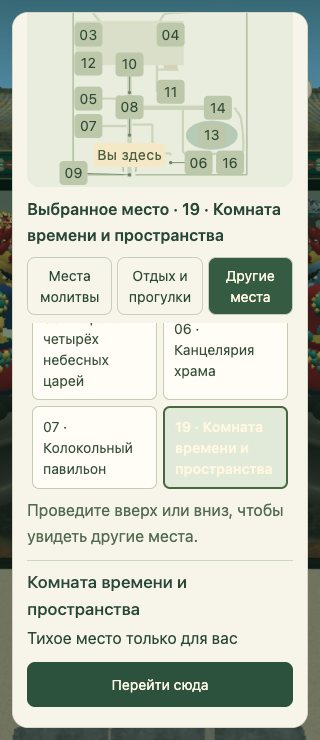 03
04
12
10
05
11
08
14
07
13
Вы здесь
06
16
09
Выбранное место · 19 · Комната
времени и пространства
Места
молитвы
Отдых и
прогулки
Другие
места
четырёх
небесных
царей
06 ·
Канцелярия
храма
07 ·
Колокольный
павильон
19 · Комната
времени и
пространства
Проведите вверх или вниз, чтобы
увидеть другие места.
Комната времени и
пространства
Тихое место только для вас
Перейти сюда